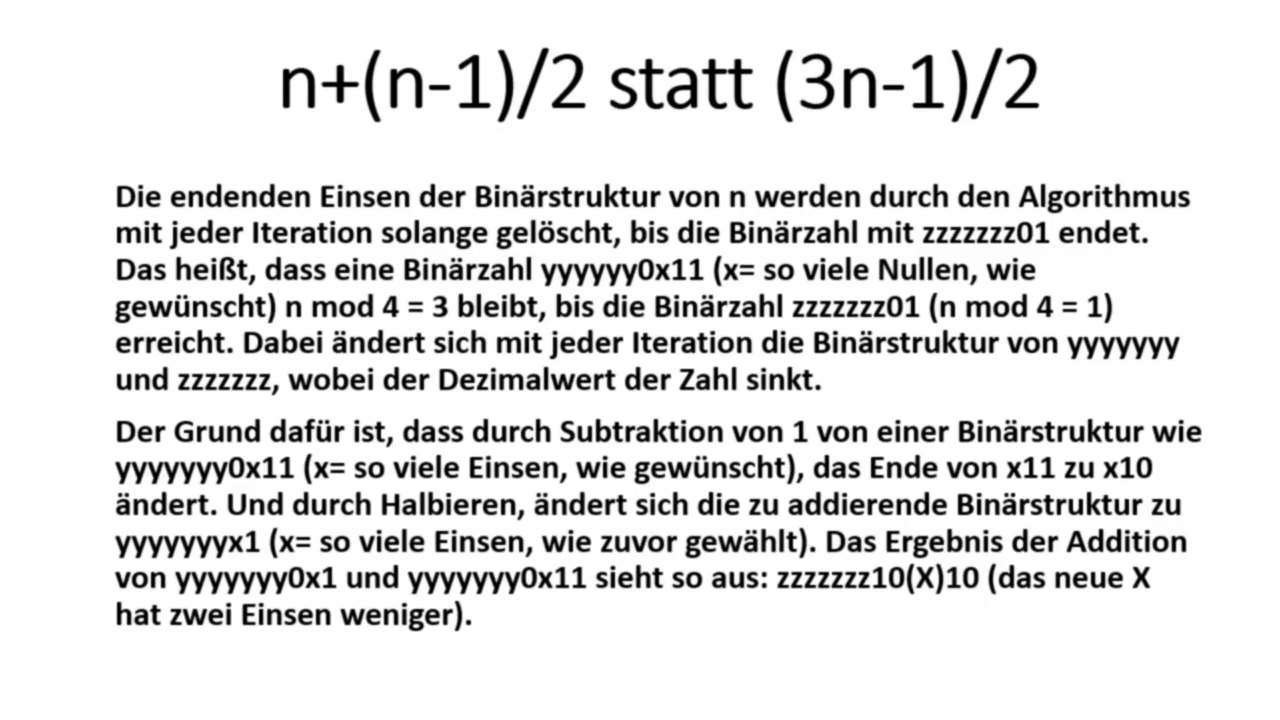 n+(n-1)/2 statt (3n-1)/2
Die endenden Einsen der Binärstruktur von n werden durch den Algorithmus
mit jeder Iteration solange gelöscht, bis die Binärzahl mit zzzzzzz01 endet.
Das heißt, dass eine Binärzahl yyyyyy0x11 (x= so viele Nullen, wie
gewünscht) n mod 4 = 3 bleibt, bis die Binärzahl zzzzzzz01 (n mod 4 = 1)
erreicht. Dabei ändert sich mit jeder Iteration die Binärstruktur von yyyyyyy
und zzzzzzz, wobei der Dezimalwert der Zahl sinkt.
Der Grund dafür ist, dass durch Subtraktion von 1 von einer Binärstruktur wie
yyyyyyy0x11 (x= so viele Einsen, wie gewünscht), das Ende von x11 zu x10
ändert. Und durch Halbieren, ändert sich die zu addierende Binärstruktur zu
yyyyyyyx1 (x= so viele Einsen, wie zuvor gewählt). Das Ergebnis der Addition
von yyyyyyy0x1 und yyyyyyy0x11 sieht so aus: zzzzzzz10(X)10 (das neue X
hat zwei Einsen weniger).